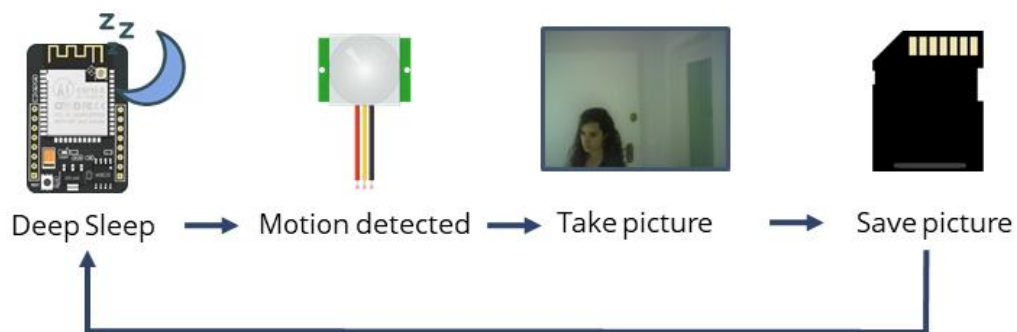 z z
z
Deep Sleep
Motion detected
Take picture
Save picture